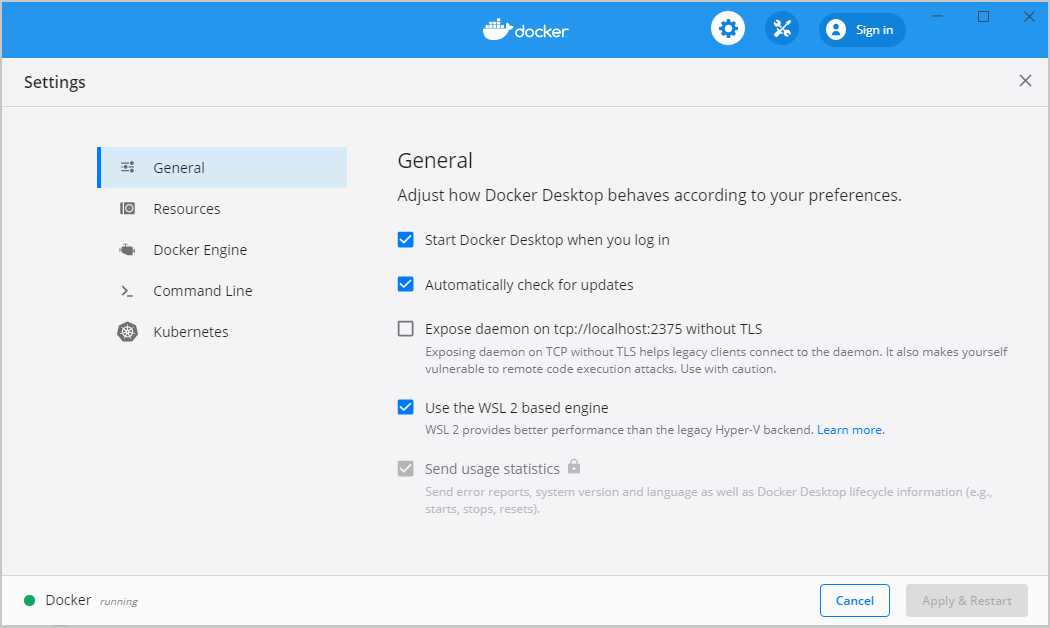 docker
Sign in
Settings
General
Resources
Docker Engine
Command Line
Kubernetes
General
Adjust how Docker Desktop behaves according to your preferences.
Start Docker Desktop when you log in
Automatically check for updates
Expose daemon on tcp://localhost:2375 without TLS
Exposing daemon on TCP without TLS helps legacy clients connect to the daemon. It also makes yourself
vulnerable to remote code execution attacks. Use with caution.
Use the WSL 2 based engine
WSL 2 provides better performance than the legacy Hyper-V backend. Learn more.
Send usage statistics
Send error reports, system version and language as well as Docker Desktop lifecycle information (e.g.,
starts, stops, resets).
Docker running
Cancel
Apply & Restart